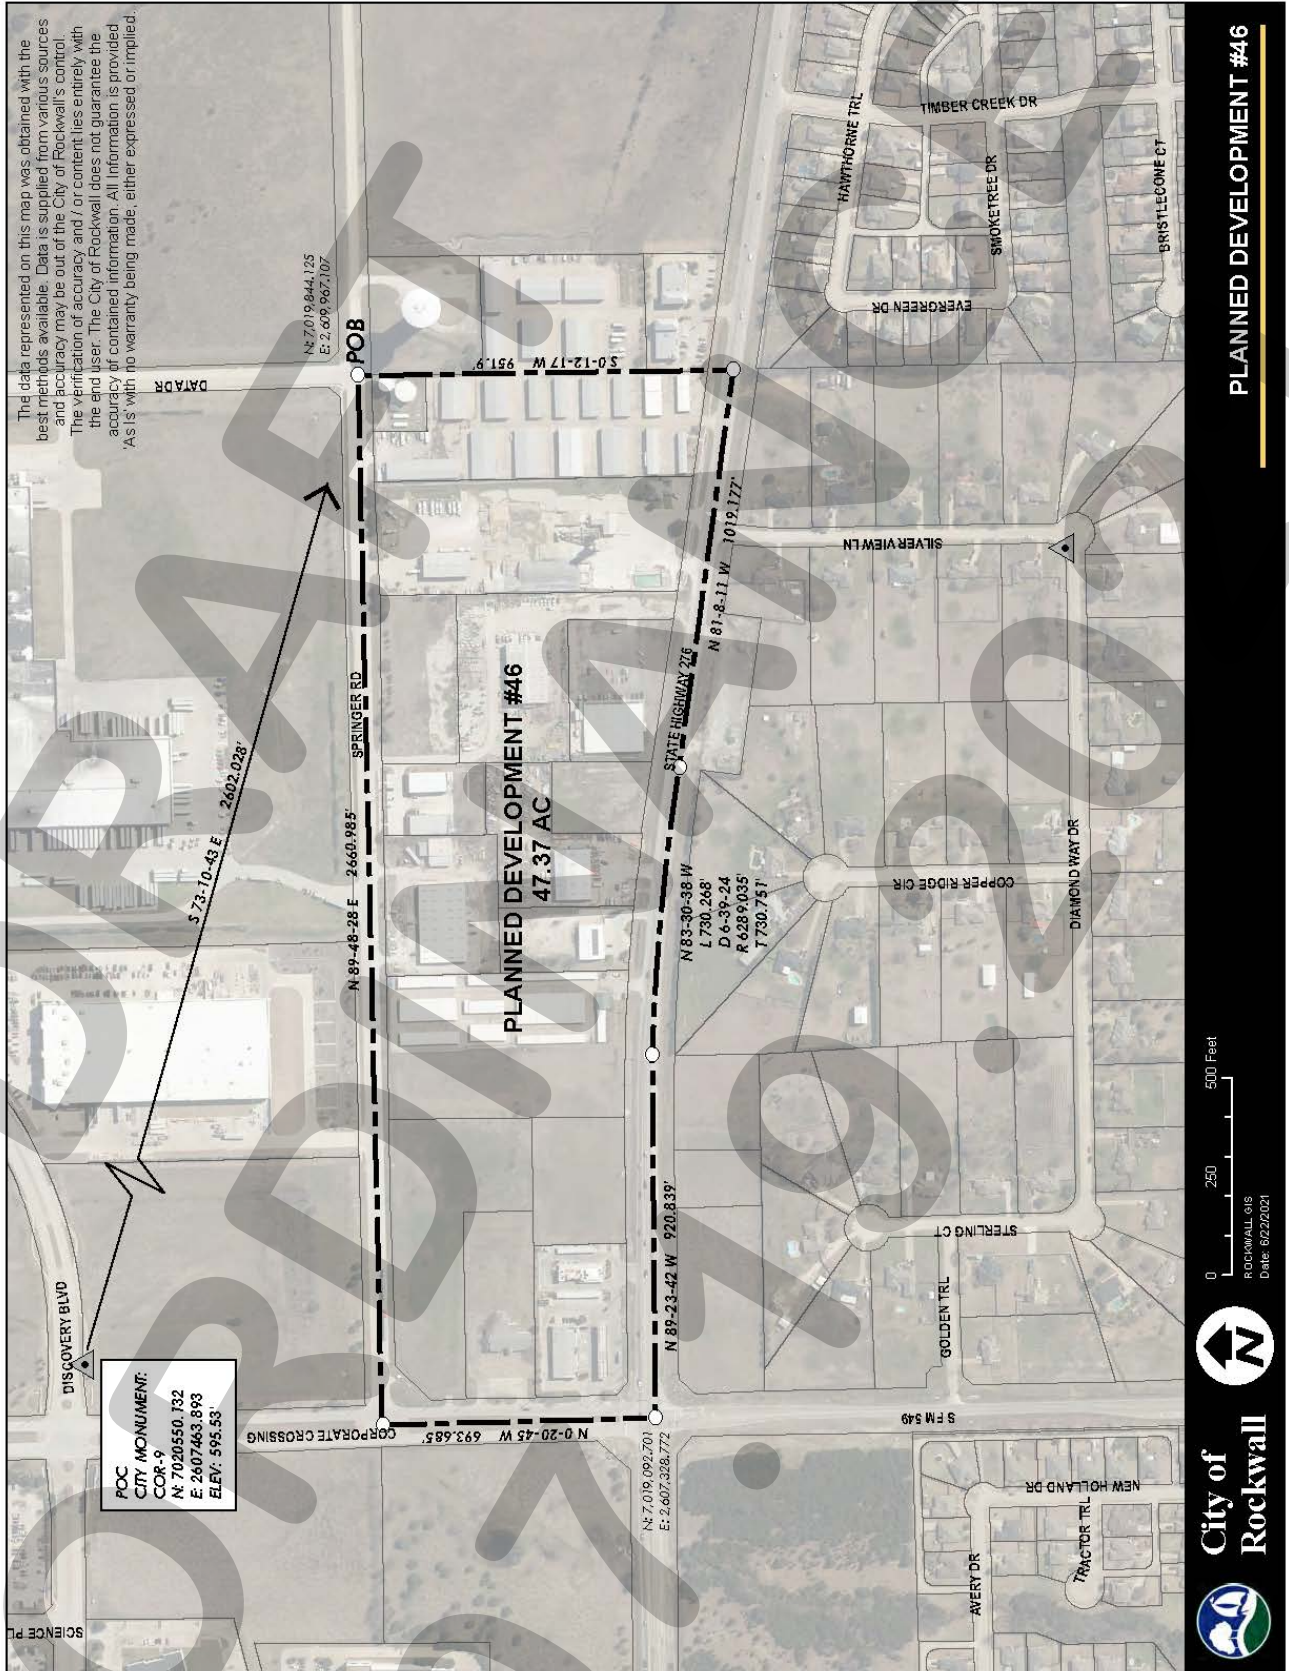 The data represented on this map was obtained with the
best methods available. Data is supplied from various sources
and accuracy may be out of the City of Rockwall's control.
The verification of accuracy and / or content lies entirely with
the end user. The City of Rockwall does not guarantee the
accuracy of contained information. All Information is provided
'As Is' with no warranty being made, either expressed or implied.
SCIENCE PL
DISCOVERY BLVD
DATA DR
POC
CITY MONUMENT:
COR-9
N: 7020550.132
E: 2607463.893
ELEV: 595.53'
S 73-10-43 E 2602.028'
N: 7,019,844.125
E: 2,609,967.107
POB
CORPORATE CROSSING
SPRINGER RD
N 89-48-28 E 2660.985'
S 0-12-17 W 951.9'
N 0-20-45 W 693.685'
PLANNED DEVELOPMENT #46
47.37 AC
N: 7,019,092.701
E: 2,607,328.772
N 89-23-42 W 920.839'
N 83-30-38 W
L 730.268'
D 6-39-24
R 6289.035'
T 730.751'
STATE HIGHWAY 276
N 81-8-11 W 1019.177'
HAWTHORNE TRL
TIMBER CREEK DR
EVERGREEN DR
SMOKETREE DR
BRISTLECONE CT
SILVER VIEW LN
COPPER RIDGE CIR
DIAMOND WAY DR
STERLING CT
GOLDEN TRL
S FM 549
NEW HOLLAND DR
AVERY DR
TRACTOR TRL
DRAFT
ORDINANCE
City of
Rockwall
N
0 250 500 Feet
ROCKWALL GIS
Date: 6/22/2021
PLANNED DEVELOPMENT #46